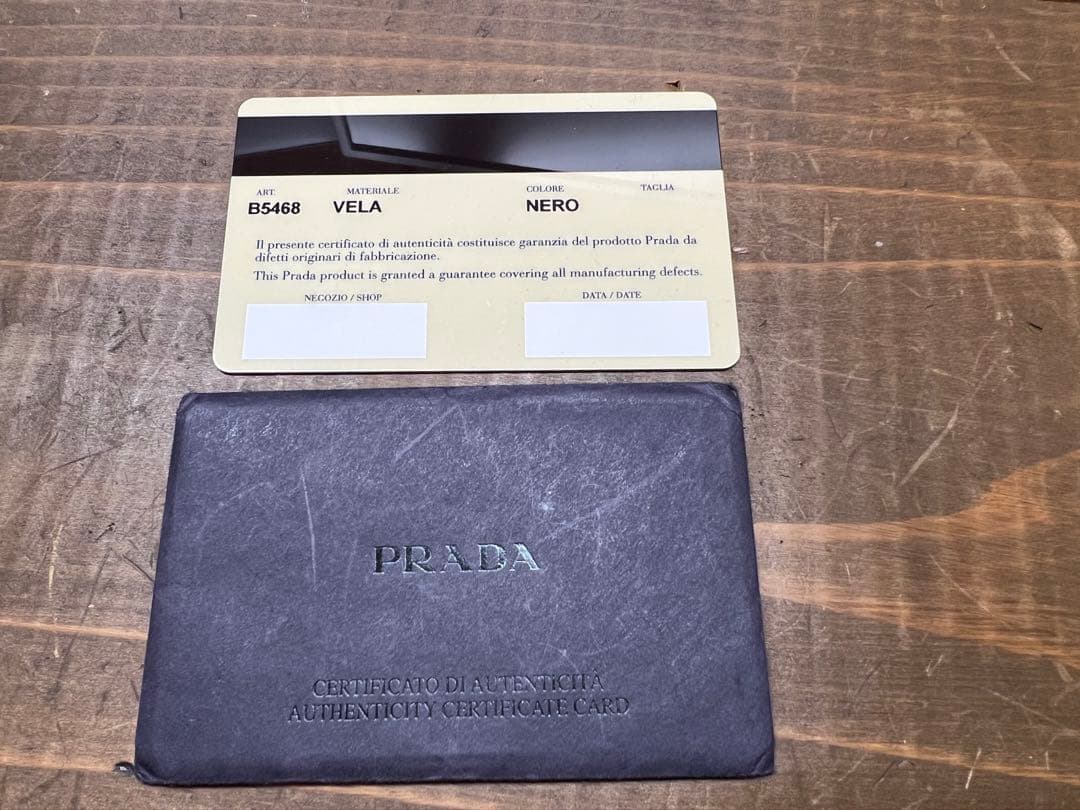 ART. MATERIALE COLORE TAGLIA
B5468 VELA NERO
Il presente certificato di autenticità costituisce garanzia del prodotto Prada da
difetti originari di fabbricazione.
This Prada product is granted a guarantee covering all manufacturing defects.
NEGOZIO / SHOP DATA / DATE
PRADA
CERTIFICATO DI AUTENTICITÀ
AUTHENTICITY CERTIFICATE CARD